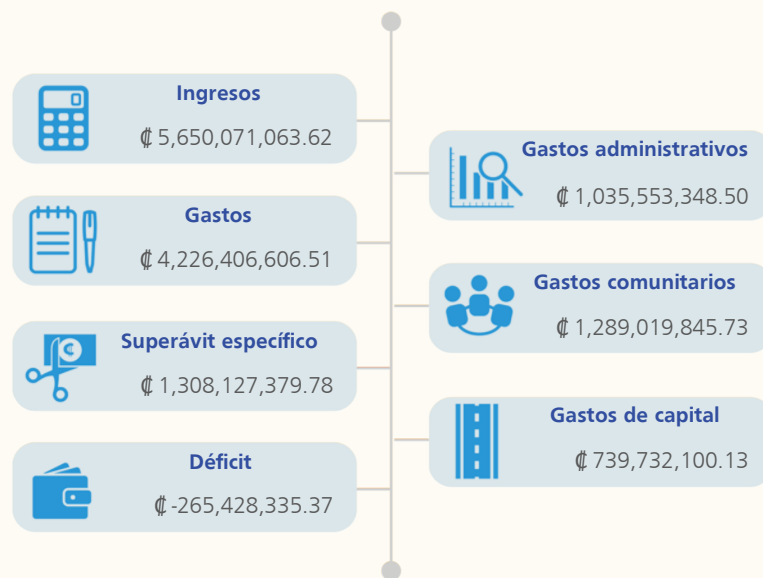 Ingresos
₡ 5,650,071,063.62
Gastos
₡ 4,226,406,606.51
Superávit específico
₡ 1,308,127,379.78
Déficit
₡ -265,428,335.37
Gastos administrativos
₡ 1,035,553,348.50
Gastos comunitarios
₡ 1,289,019,845.73
Gastos de capital
₡ 739,732,100.13